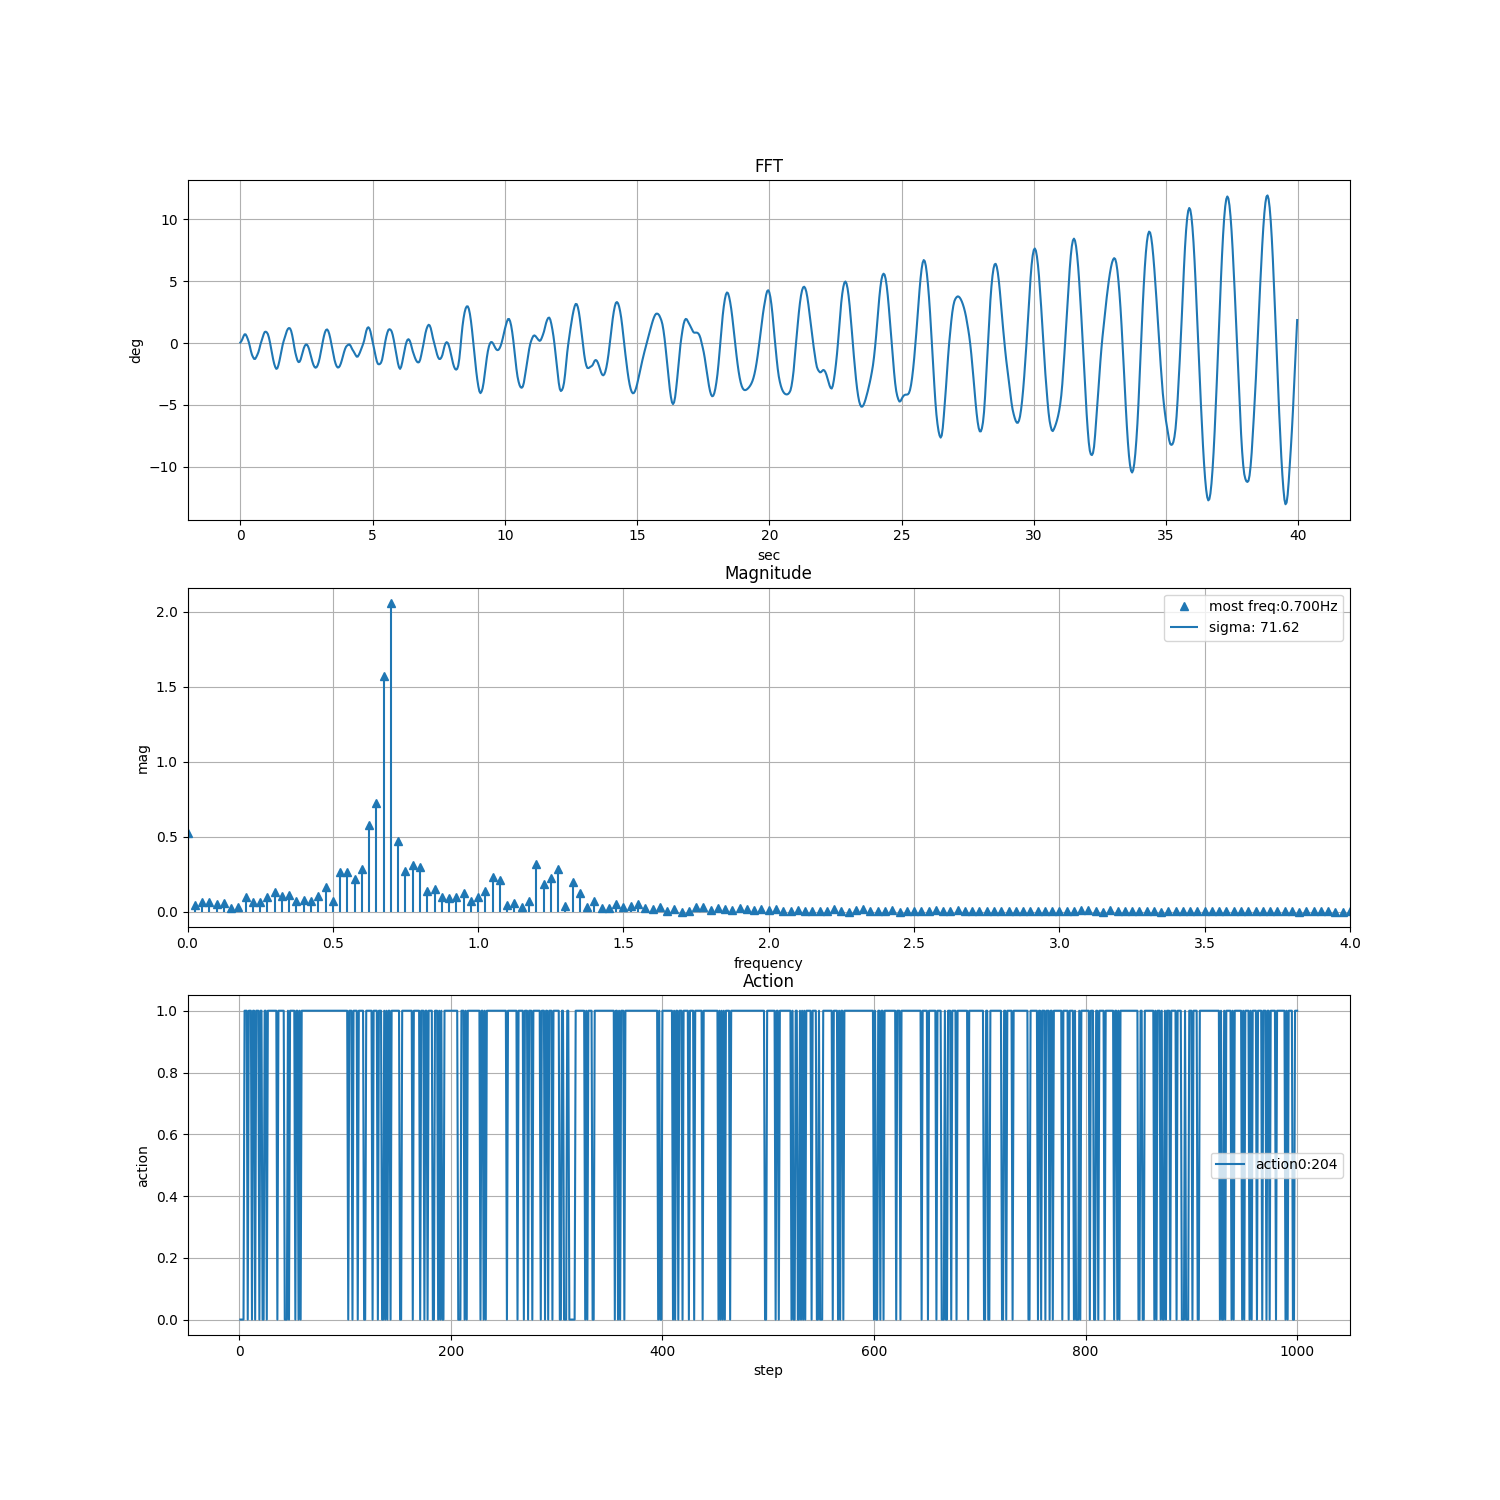 FFT
deg
10
5
0
−5
−10
0 5 10 15 20 25 30 35 40
sec
Magnitude
mag
2.0
1.5
1.0
0.5
0.0
most freq:0.700Hz
sigma: 71.62
0.0 0.5 1.0 1.5 2.0 2.5 3.0 3.5 4.0
frequency
Action
action
1.0
0.8
0.6
0.4
0.2
0.0
action0:204
0 200 400 600 800 1000
step